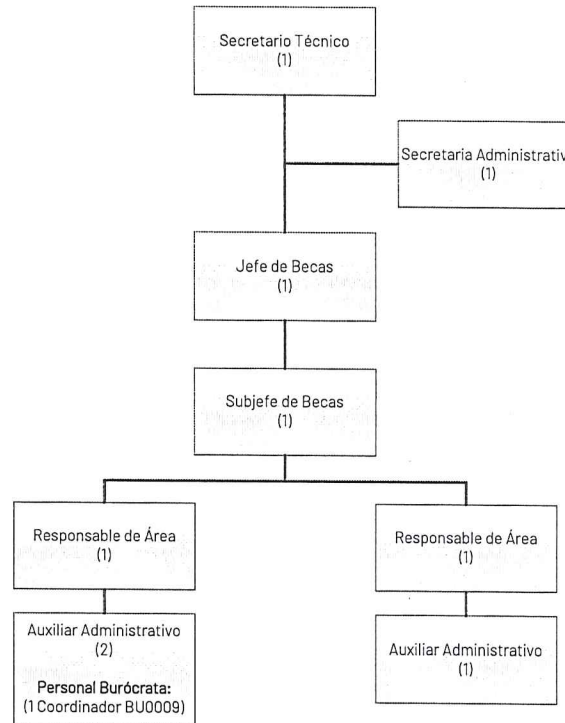 Secretario Técnico
(1)
Secretaria Administrativ
(1)
Jefe de Becas
(1)
Subjefe de Becas
(1)
Responsable de Área
(1)
Responsable de Área
(1)
Auxiliar Administrativo
(2)
Personal Burócrata:
(1 Coordinador BU0009)
Auxiliar Administrativo
(1)